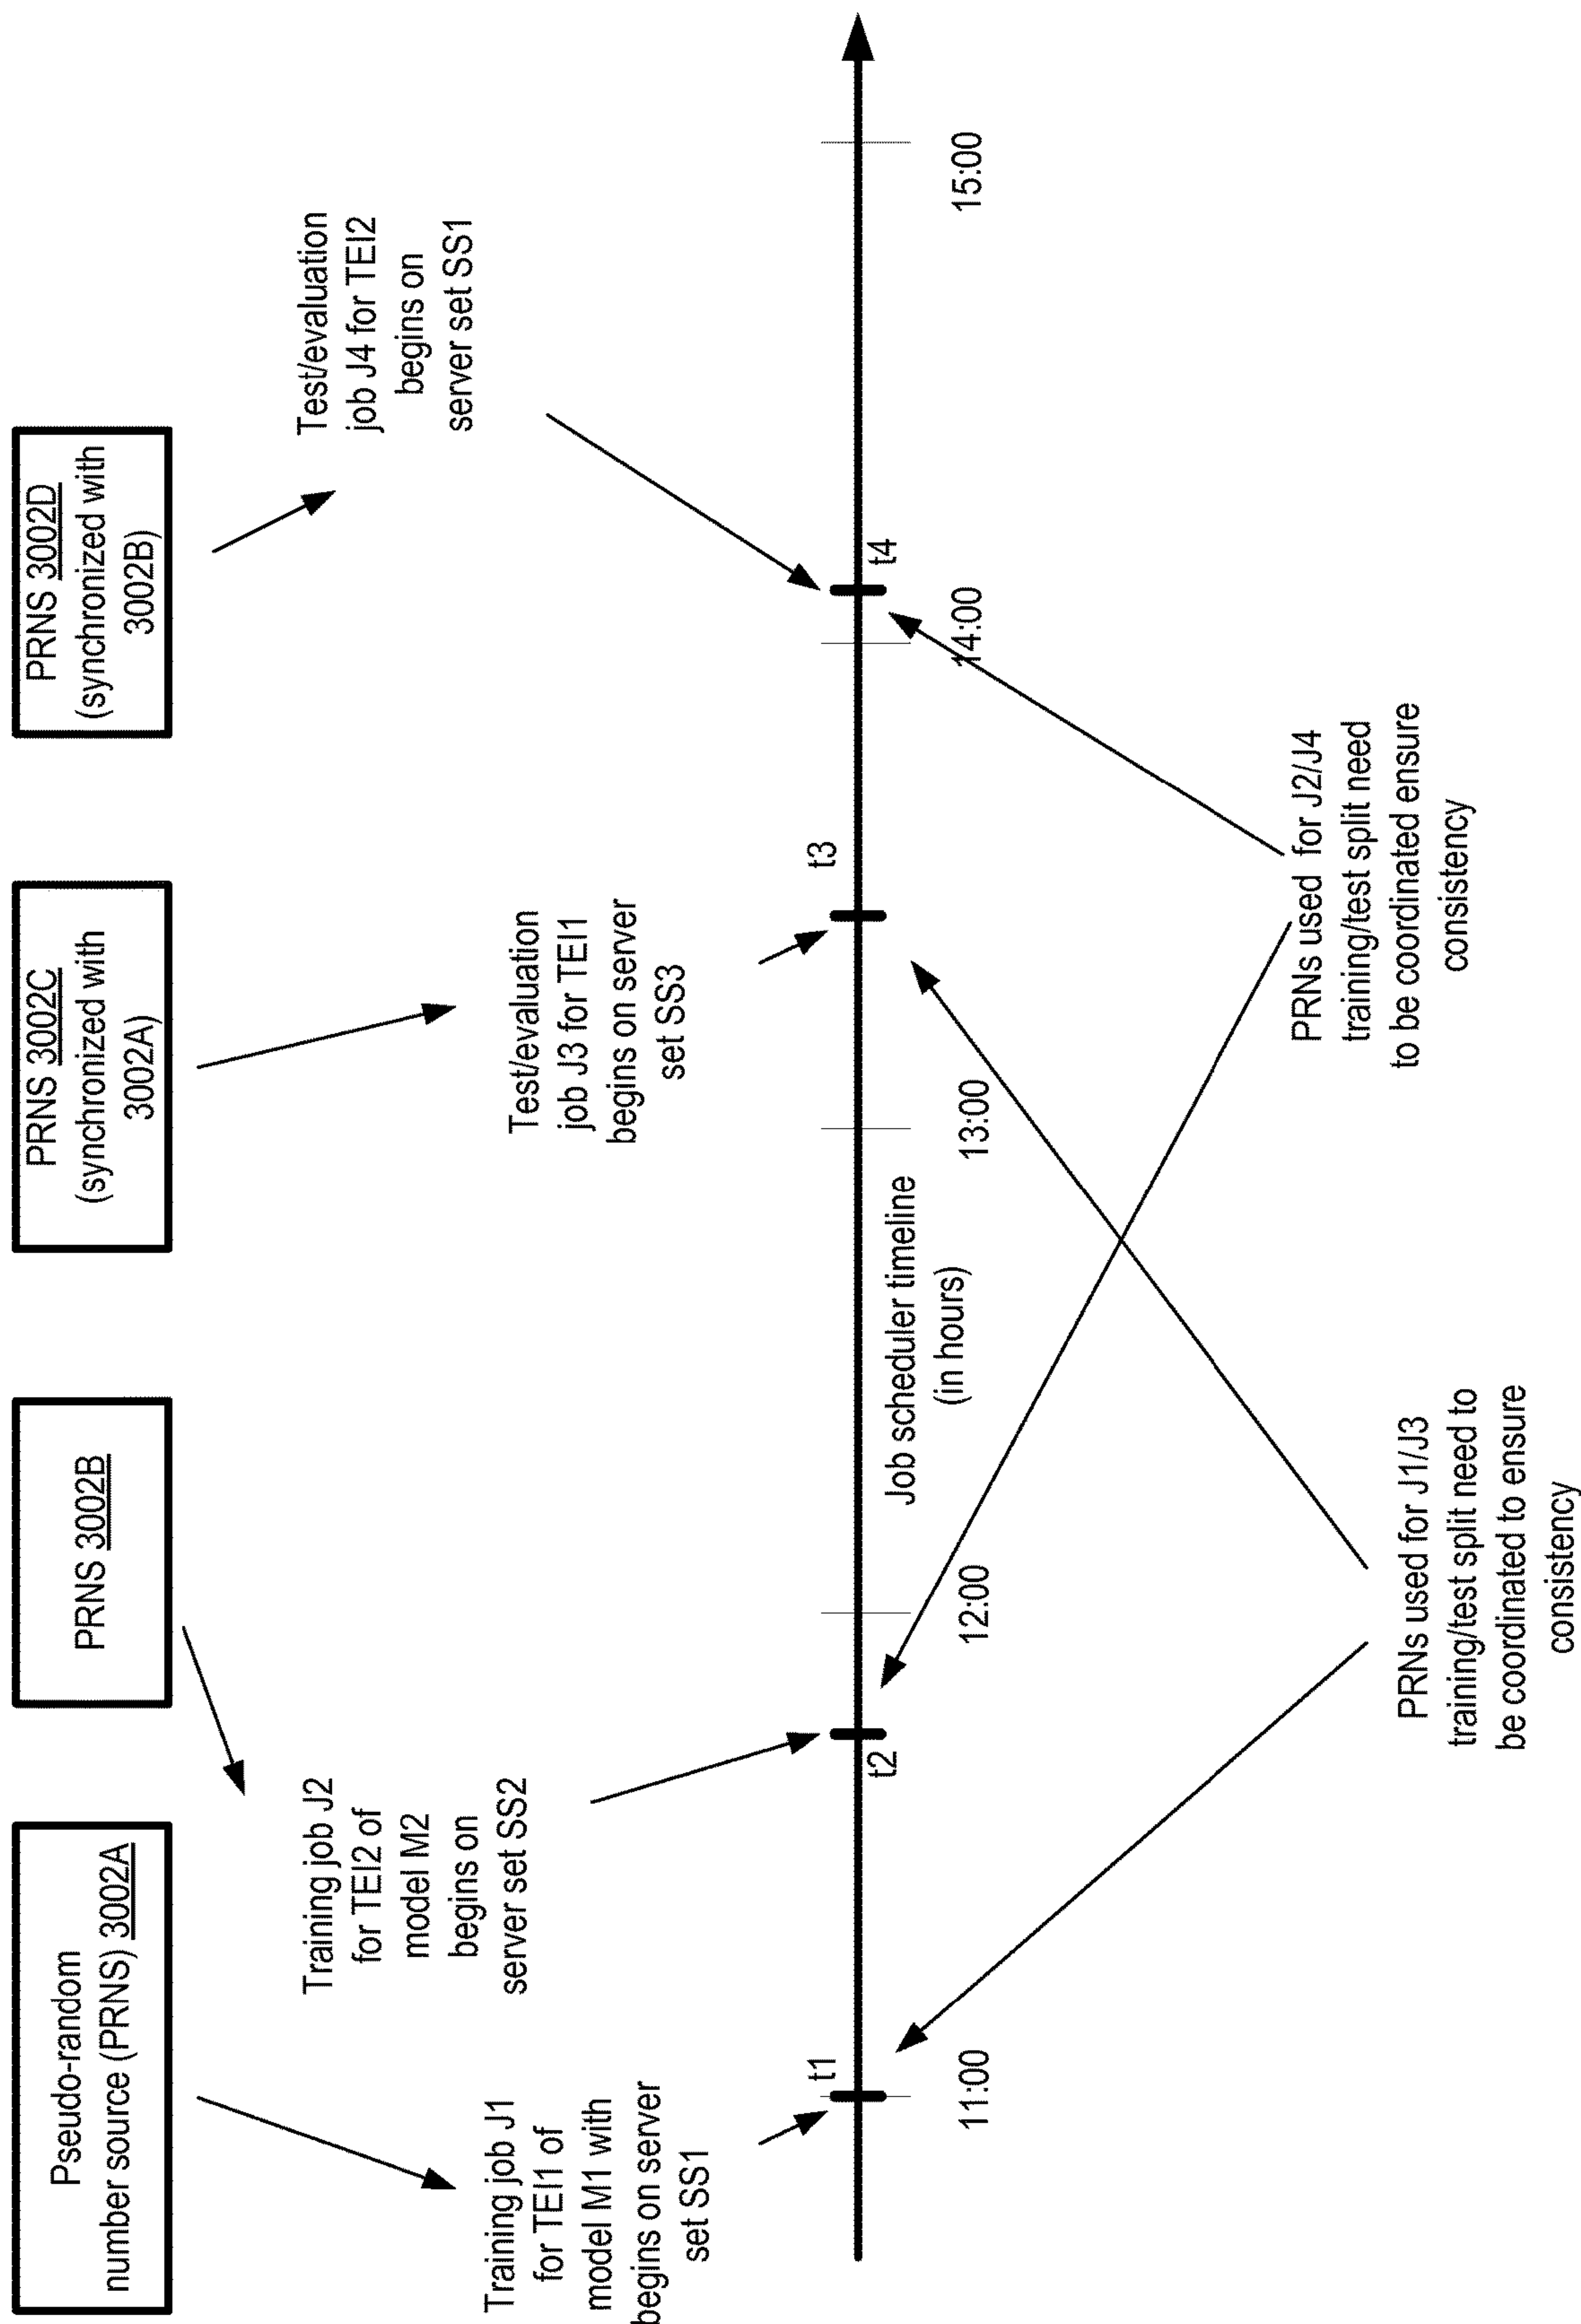 Pseudo-random
number source (PRNS) 3002A
PRNS 3002B
PRNS 3002C
(synchronized with
3002A)
PRNS 3002D
(synchronized with
3002B)
Training job J1
for TEI1 of
model M1 with
begins on server
set SS1
Training job J2
for TEI2 of
model M2
begins on
server set SS2
Test/evaluation
job J3 for TEI1
begins on server
set SS3
Test/evaluation
job J4 for TEI2
begins on
server set SS1
t1
t2
t3
t4
11:00
12:00
13:00
14:00
15:00
Job scheduler timeline
(in hours)
PRNs used for J1/J3
training/test split need to
be coordinated to ensure
consistency
PRNs used for J2/J4
training/test split need
to be coordinated ensure
consistency